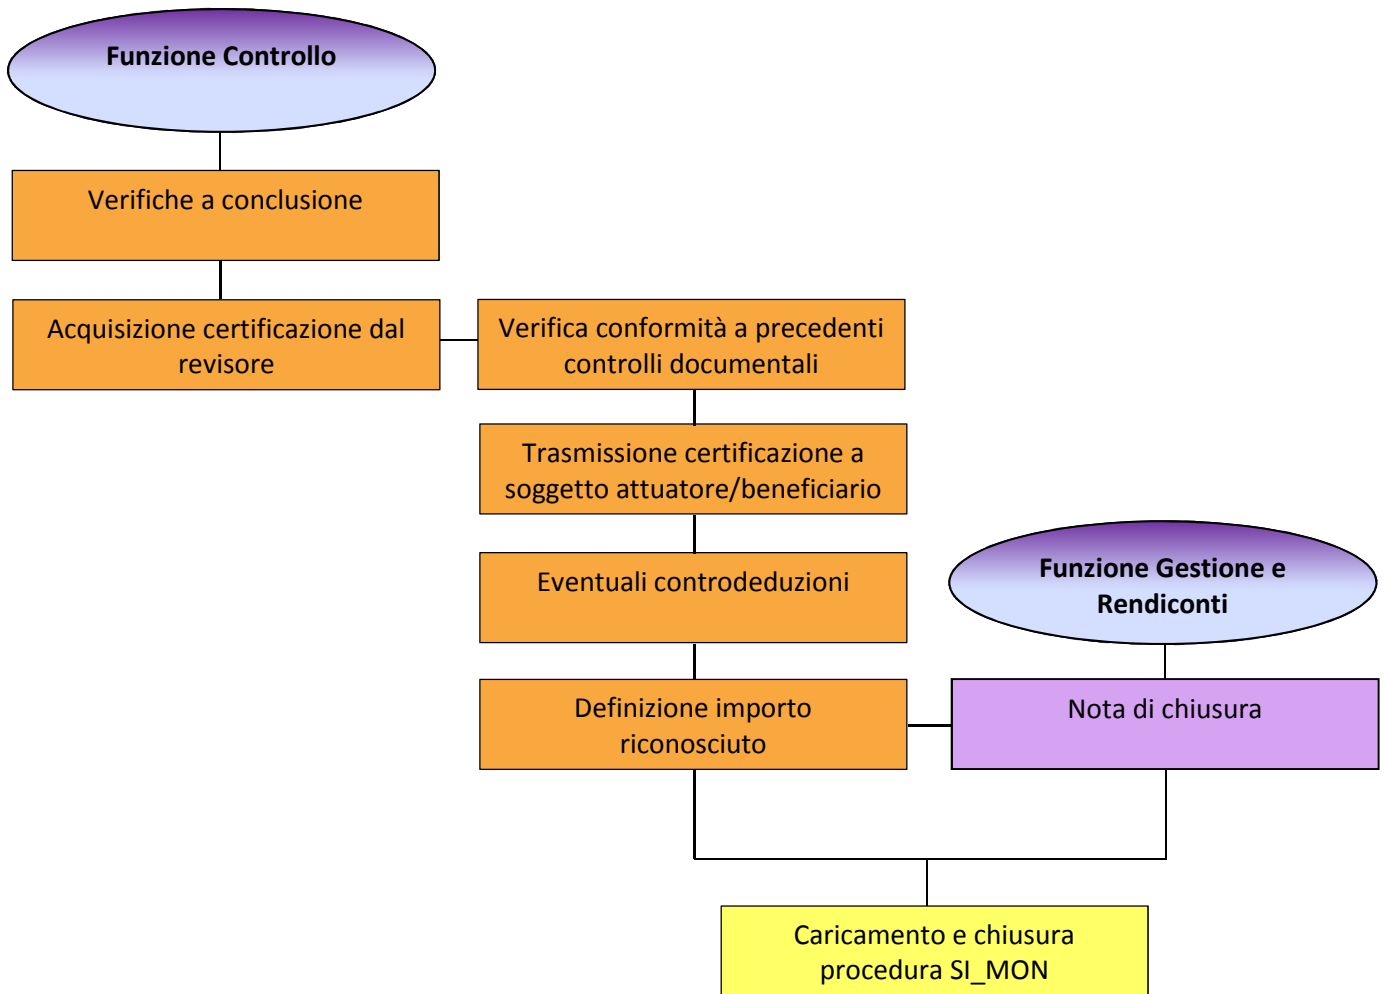 Funzione Controllo
Verifiche a conclusione
Acquisizione certificazione dal
revisore
Verifica conformità a precedenti
controlli documentali
Trasmissione certificazione a
soggetto attuatore/beneficiario
Eventuali controdeduzioni
Funzione Gestione e
Rendiconti
Definizione importo
riconosciuto
Nota di chiusura
Caricamento e chiusura
procedura SI_MON